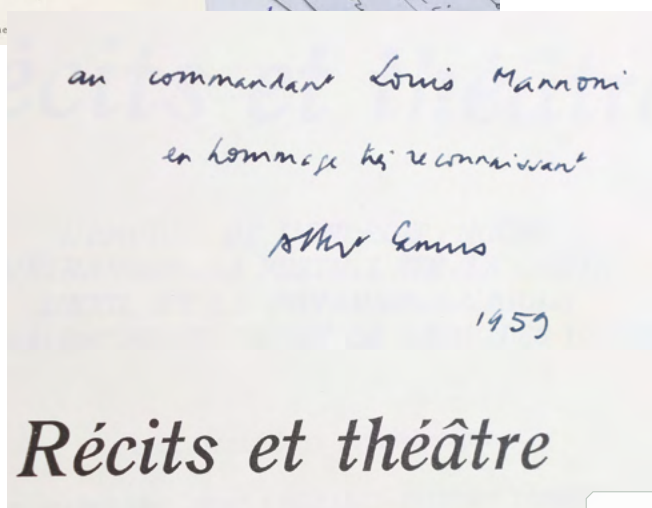 au commandant Louis Mannoni
en hommage très reconnaissant
Albert Camus
1959
Récits et théâtre